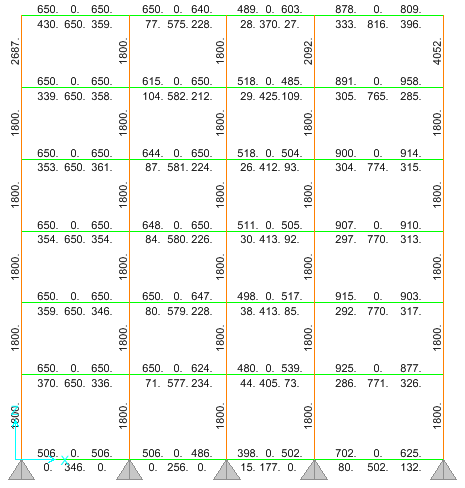 650. 0. 650. 650. 0. 640. 489. 0. 603. 878. 0. 809.
430. 650. 359. 77. 575. 228. 28. 370. 27. 333. 816. 396.
2687. 1800. 1800. 2092. 4052.
650. 0. 650. 615. 0. 650. 518. 0. 485. 891. 0. 958.
339. 650. 358. 104. 582. 212. 29. 425. 109. 305. 765. 285.
1800. 1800. 1800. 1800. 1800.
650. 0. 650. 644. 0. 650. 518. 0. 504. 900. 0. 914.
353. 650. 361. 87. 581. 224. 26. 412. 93. 304. 774. 315.
1800. 1800. 1800. 1800. 1800.
650. 0. 650. 648. 0. 650. 511. 0. 505. 907. 0. 910.
354. 650. 354. 84. 580. 226. 30. 413. 92. 297. 770. 313.
1800. 1800. 1800. 1800. 1800.
650. 0. 650. 650. 0. 647. 498. 0. 517. 915. 0. 903.
359. 650. 346. 80. 579. 228. 38. 413. 85. 292. 770. 317.
1800. 1800. 1800. 1800. 1800.
650. 0. 650. 650. 0. 624. 480. 0. 539. 925. 0. 877.
370. 650. 336. 71. 577. 234. 44. 405. 73. 286. 771. 326.
1800. 1800. 1800. 1800. 1800.
506. 0. 506. 506. 0. 486. 398. 0. 502. 702. 0. 625.
X
0. 346. 0. 0. 256. 0. 15. 177. 0. 80. 502. 132.